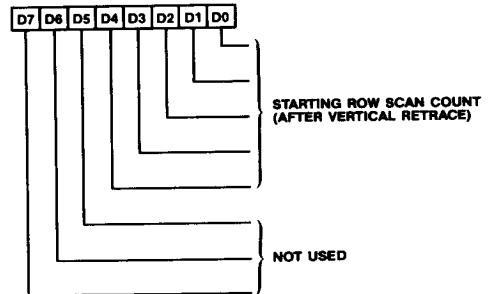 D7 D6 D5 D4 D3 D2 D1 D0
STARTING ROW SCAN COUNT
(AFTER VERTICAL RETRACE)
NOT USED